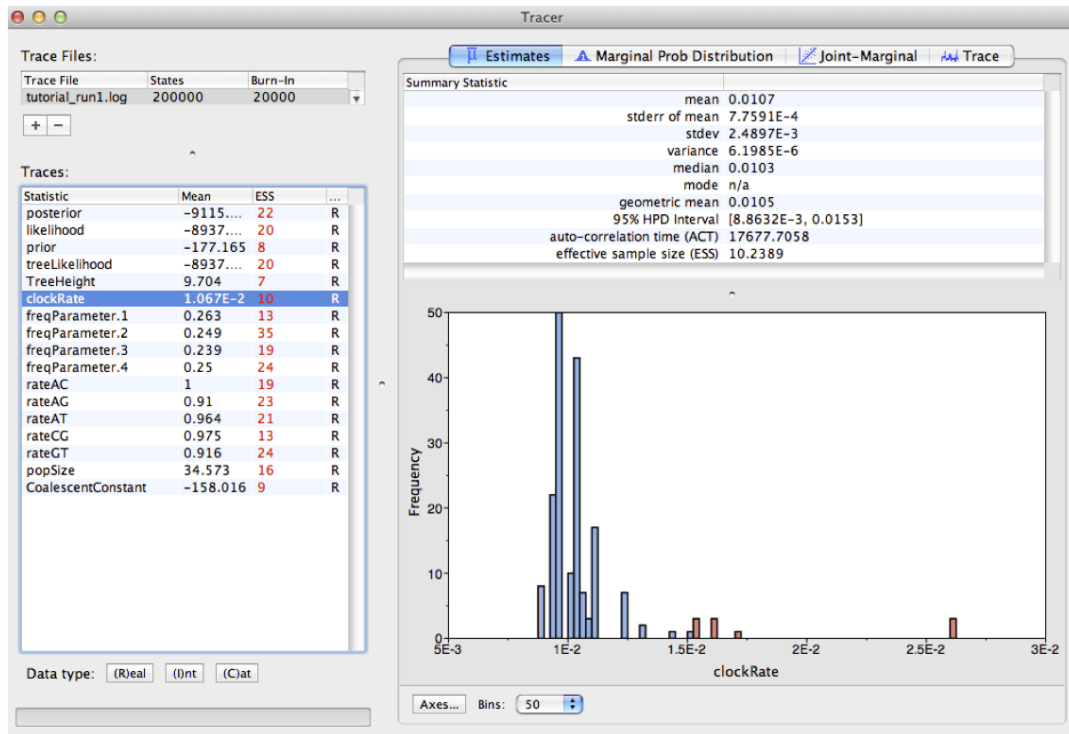 Tracer
Trace Files:
Trace File States Burn-In
tutorial_run1.log 200000 20000
+ −
Traces:
Statistic Mean ESS ...
posterior −9115.... 22 R
likelihood −8937.... 20 R
prior −177.165 8 R
treeLikelihood −8937.... 20 R
TreeHeight 9.704 7 R
clockRate 1.067E-2 10 R
freqParameter.1 0.263 13 R
freqParameter.2 0.249 35 R
freqParameter.3 0.239 19 R
freqParameter.4 0.25 24 R
rateAC 1 19 R
rateAG 0.91 23 R
rateAT 0.964 21 R
rateCG 0.975 13 R
rateGT 0.916 24 R
popSize 34.573 16 R
CoalescentConstant −158.016 9 R
Data type: (R)eal (I)nt (C)at
μ Estimates Marginal Prob Distribution Joint-Marginal Trace
Summary Statistic
mean 0.0107
stderr of mean 7.7591E-4
stdev 2.4897E-3
variance 6.1985E-6
median 0.0103
mode n/a
geometric mean 0.0105
95% HPD Interval [8.8632E-3, 0.0153]
auto-correlation time (ACT) 17677.7058
effective sample size (ESS) 10.2389
50
40
30
20
10
0
Frequency
5E-3 1E-2 1.5E-2 2E-2 2.5E-2 3E-2
clockRate
Axes... Bins: 50